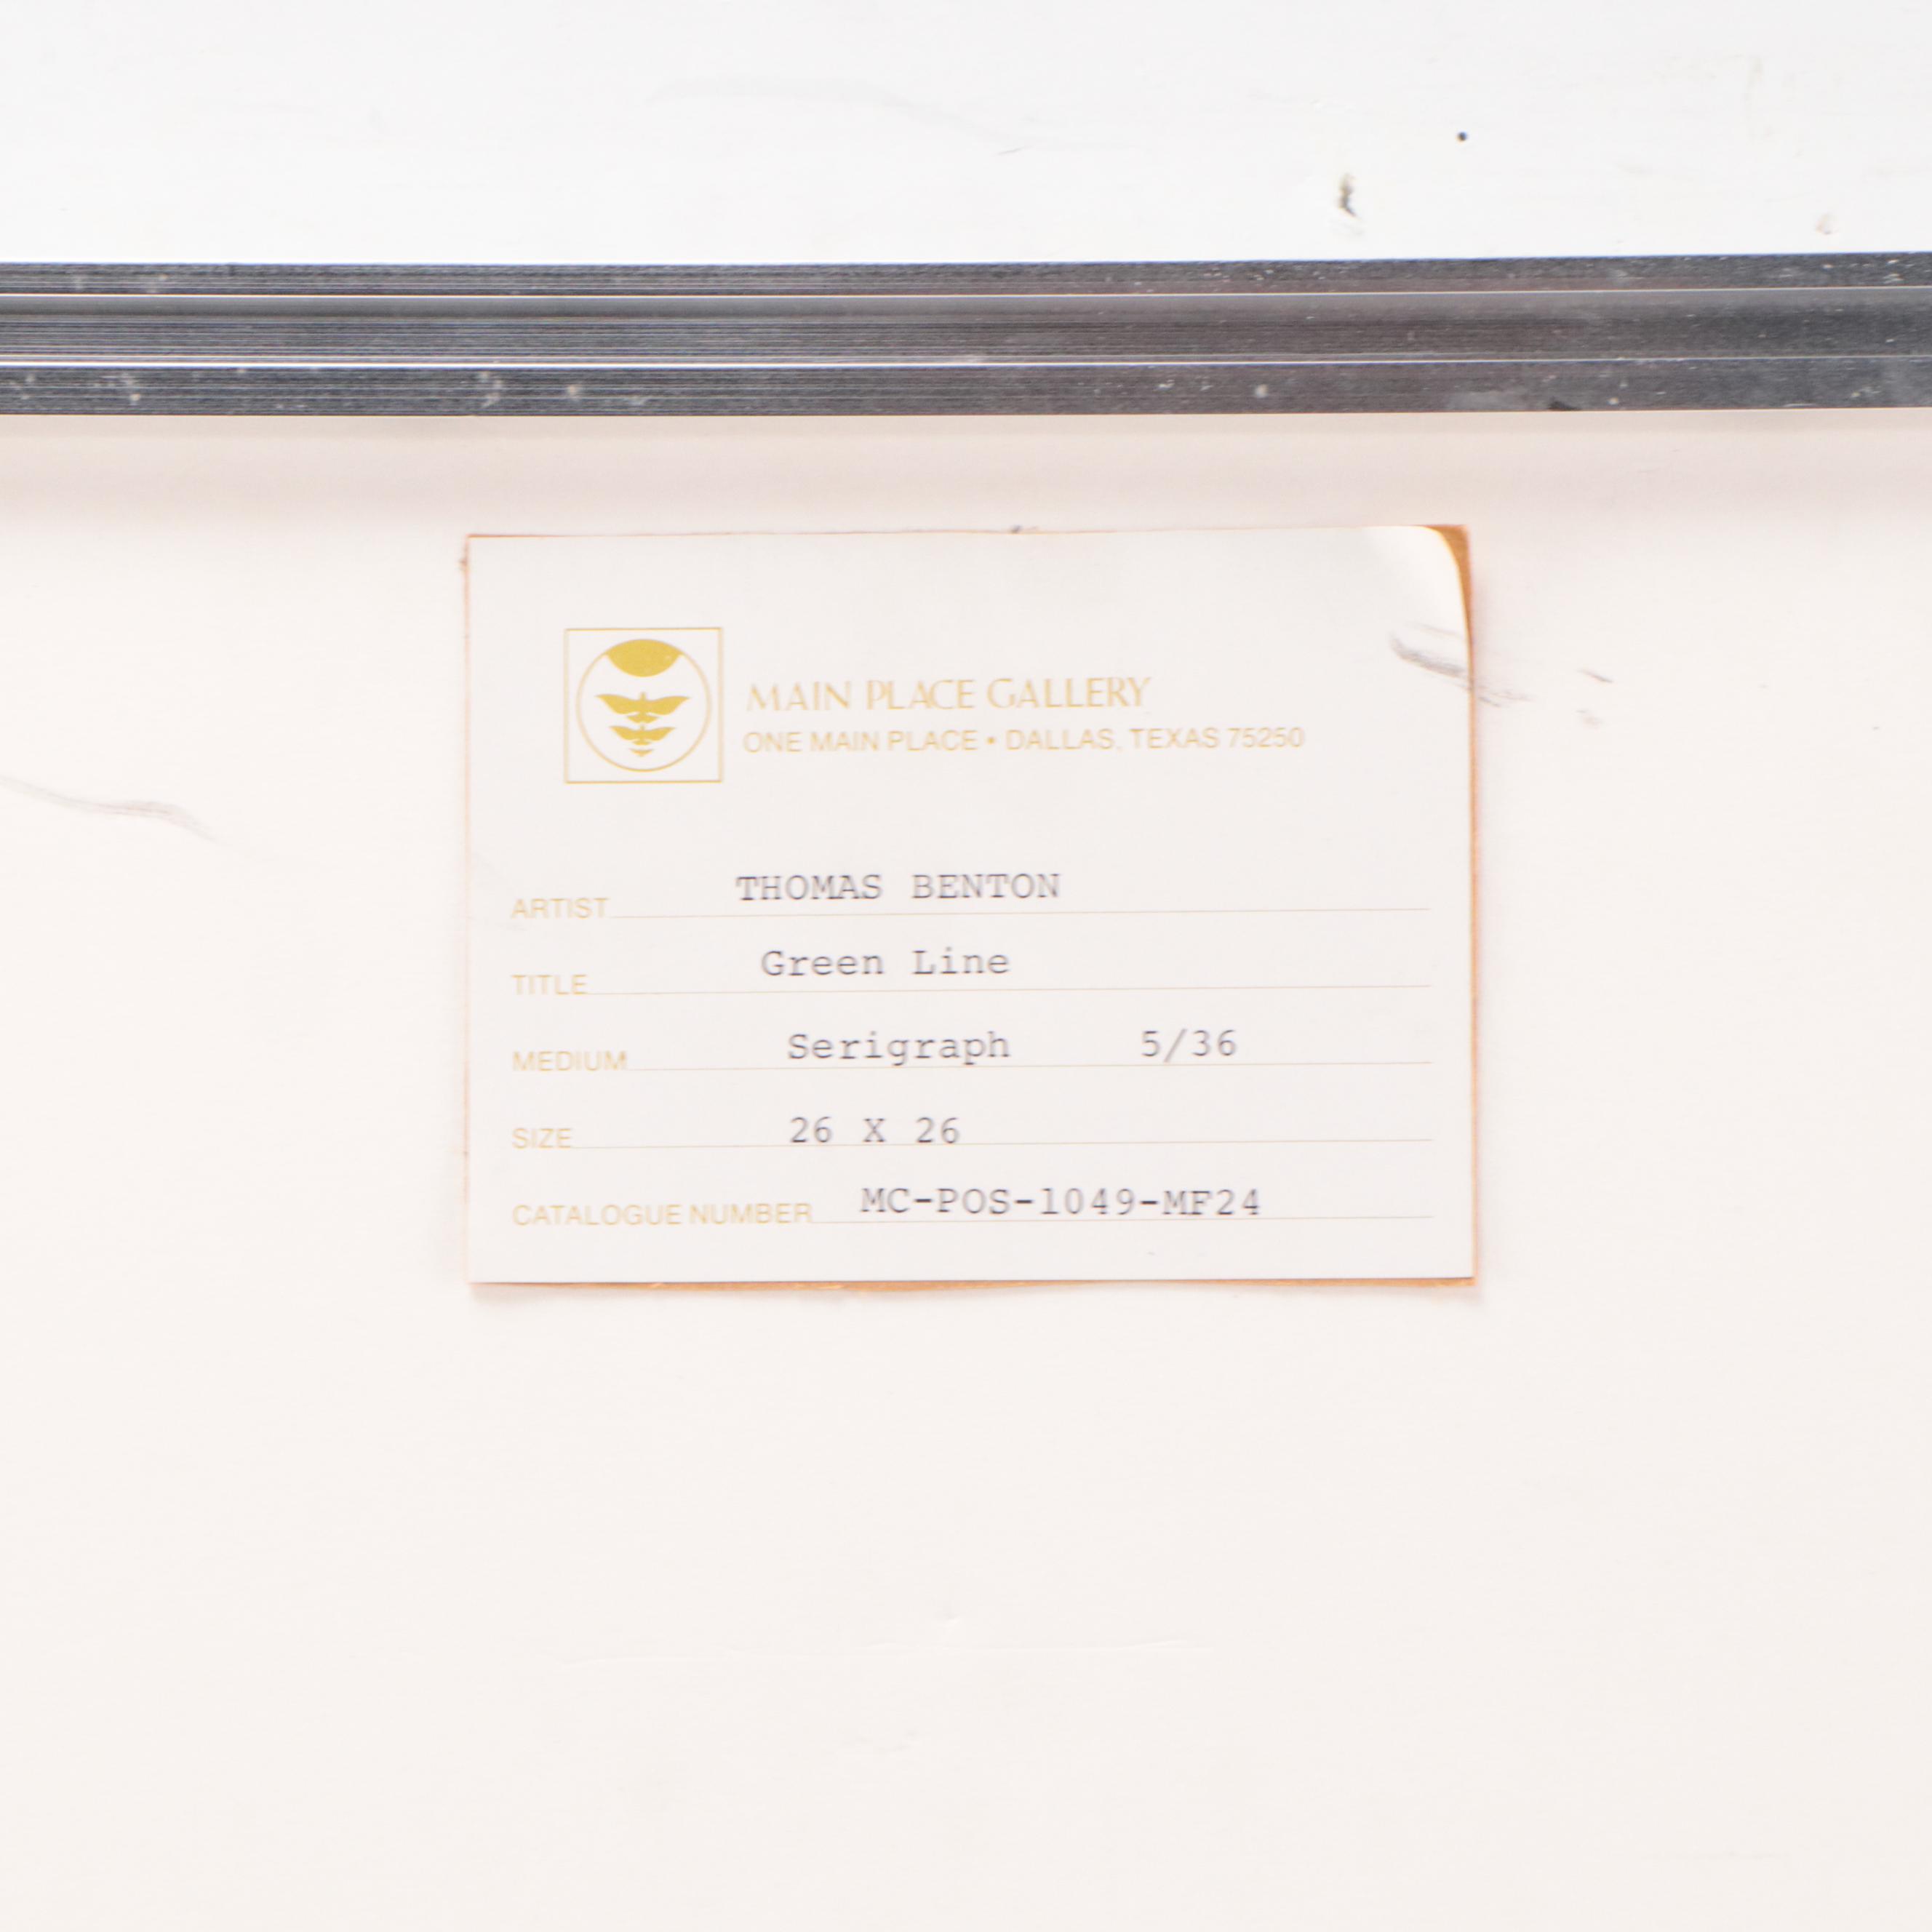 MAIN PLACE GALLERY
ONE MAIN PLACE • DALLAS, TEXAS 75250
ARTIST THOMAS BENTON
TITLE Green Line
MEDIUM Serigraph 5/36
SIZE 26 X 26
CATALOGUE NUMBER MC-POS-1049-MF24